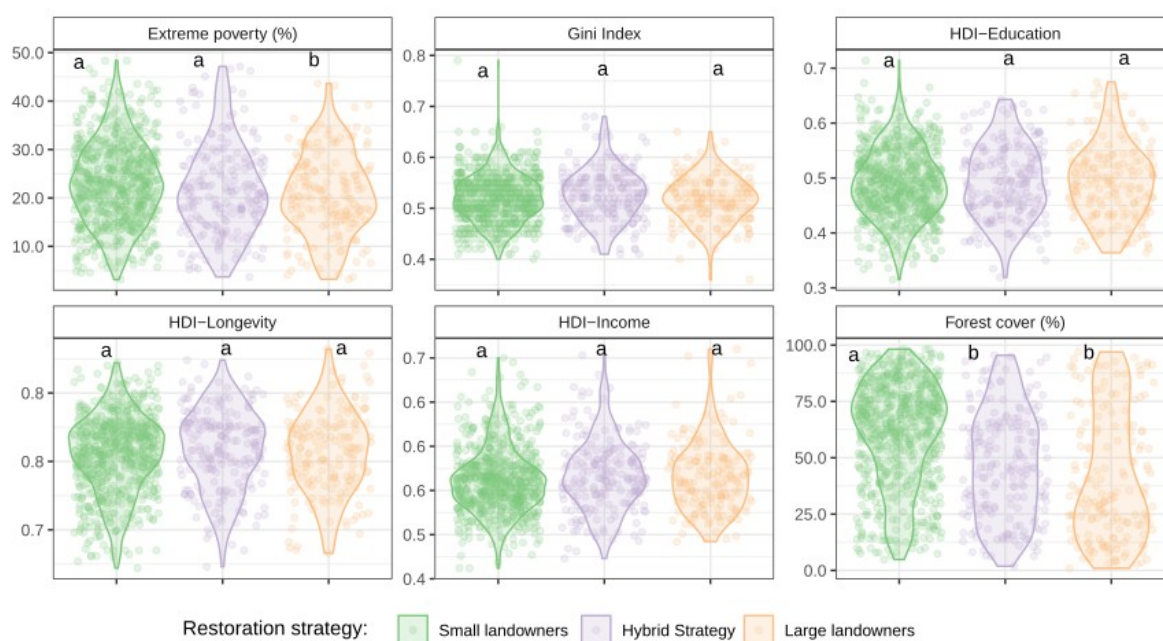 Extreme poverty (%)
50.0
40.0
30.0
20.0
10.0
a a b
Gini Index
0.8
0.7
0.6
0.5
0.4
a a a
HDI−Education
0.7
0.6
0.5
0.4
0.3
a a a
HDI−Longevity
0.8
0.8
0.7
a a a
HDI−Income
0.7
0.6
0.6
0.5
0.4
a a a
Forest cover (%)
100.0
75.0
50.0
25.0
0.0
a b b
Restoration strategy: Small landowners Hybrid Strategy Large landowners